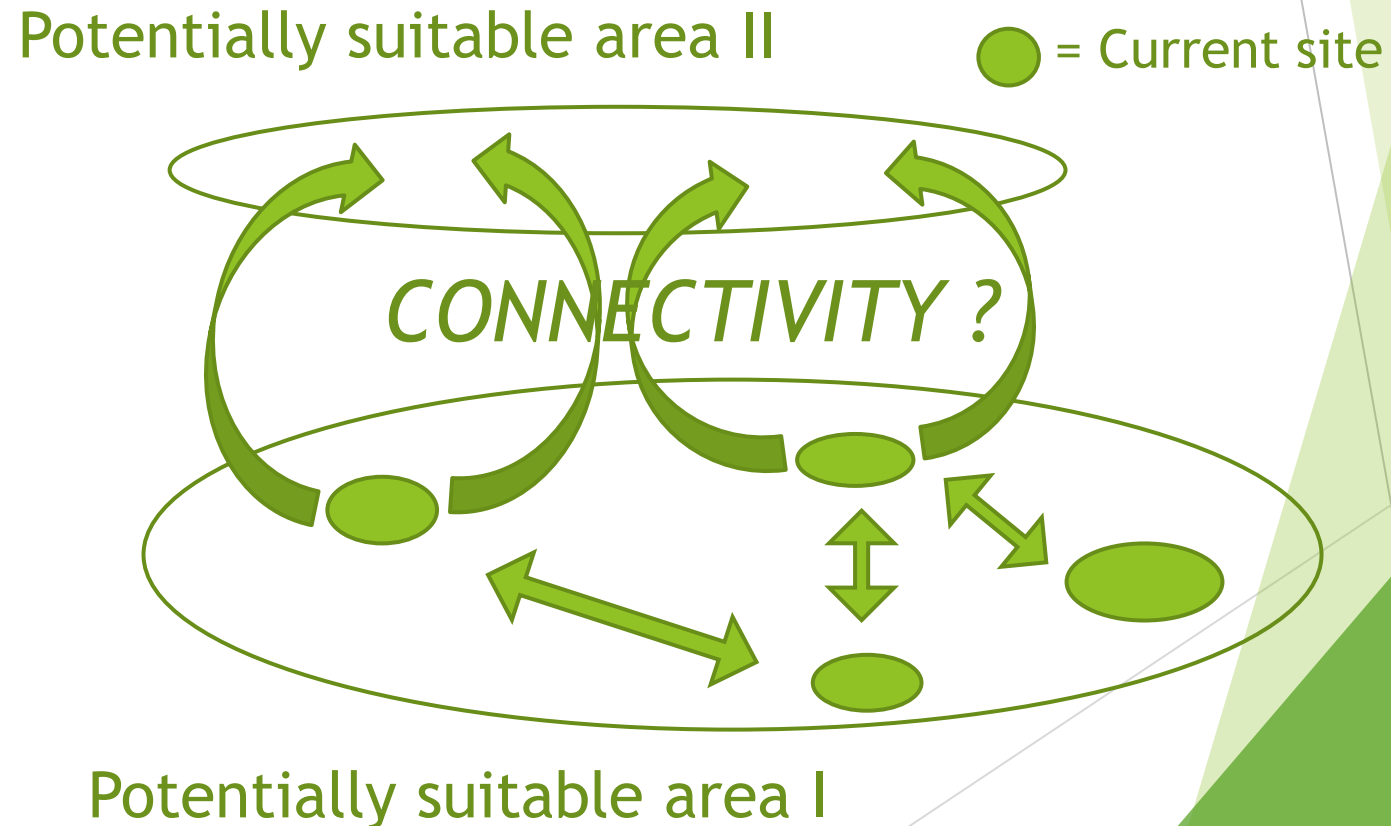 Potentially suitable area II
= Current site
CONNECTIVITY ?
Potentially suitable area I